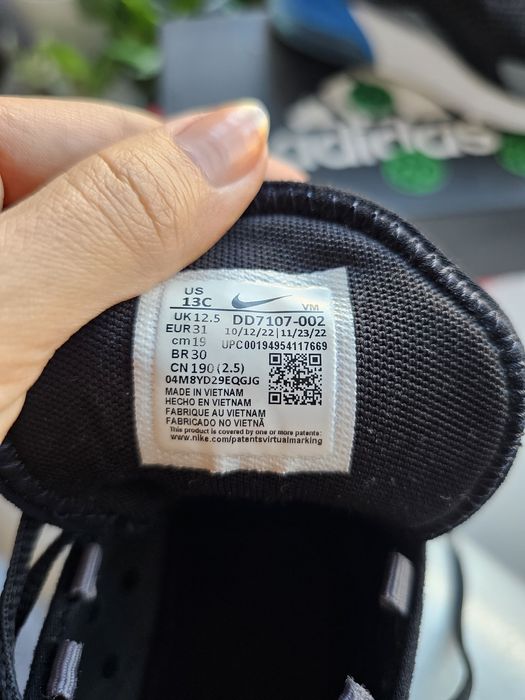 adidas
US
13C
VM
UK 12.5 DD7107-002
EUR 31 10/12/22 | 11/23/22
cm 19 UPC00194954117669
BR 30
CN 190 (2.5)
04M8YD29EQGJG
MADE IN VIETNAM
HECHO EN VIETNAM
FABRIQUE AU VIETNAM
FABRICADO NO VIETNÃ
This product is covered by one or more patents:
www.nike.com/patentsvirtualmarking